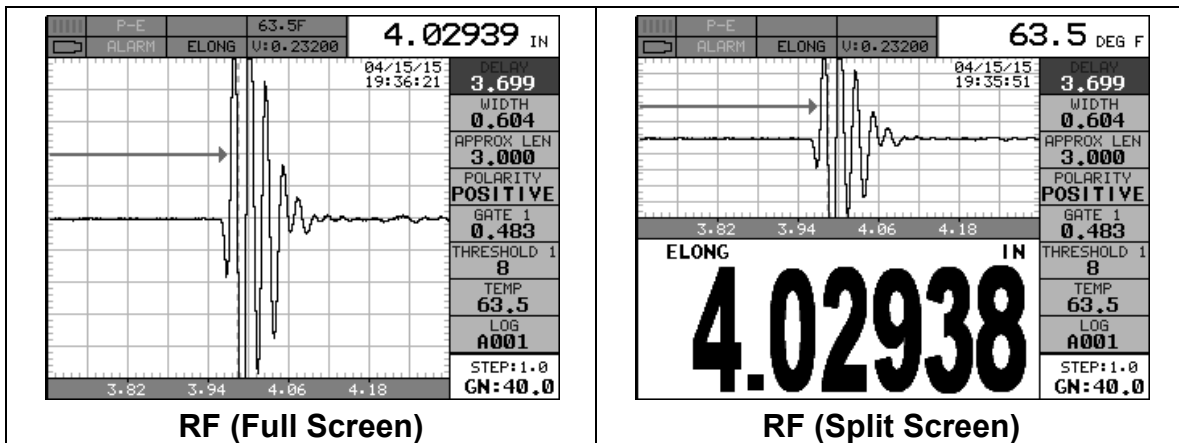 P-E
63.5F
4.02939 IN
ALARM
ELONG
V:0.23200
04/15/15
19:36:21
DELAY
3.699
WIDTH
0.604
APPROX LEN
3.000
POLARITY
POSITIVE
GATE 1
0.483
THRESHOLD 1
8
TEMP
63.5
LOG
A001
STEP:1.0
GN:40.0
3.82 3.94 4.06 4.18
RF (Full Screen)
P-E
63.5 DEG F
ALARM
ELONG
V:0.23200
04/15/15
19:35:51
DELAY
3.699
WIDTH
0.604
APPROX LEN
3.000
POLARITY
POSITIVE
GATE 1
0.483
THRESHOLD 1
8
TEMP
63.5
LOG
A001
STEP:1.0
GN:40.0
3.82 3.94 4.06 4.18
ELONG IN
4.02938
RF (Split Screen)